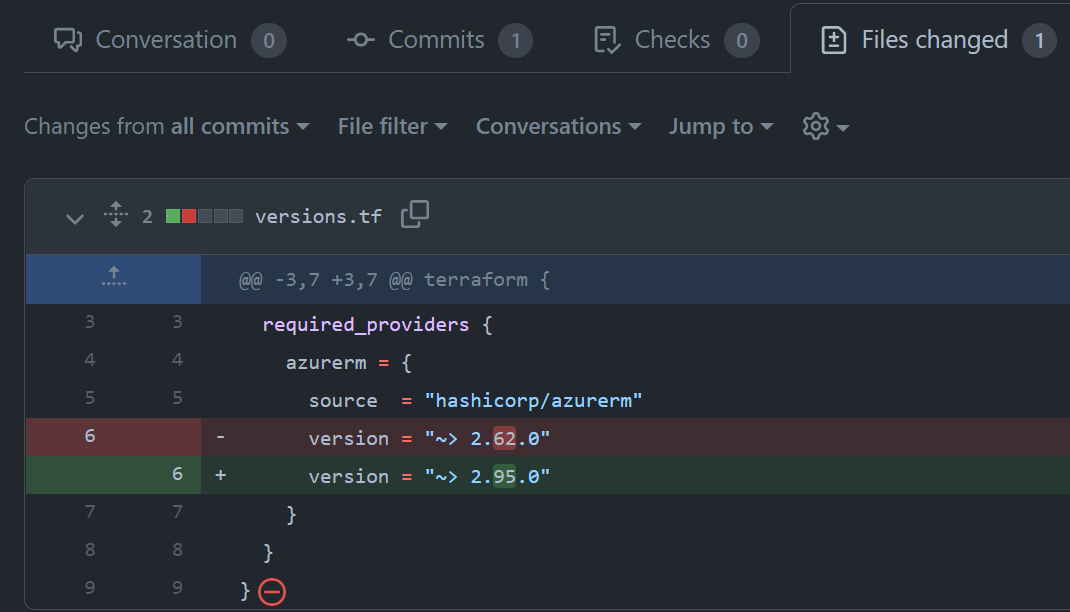 Conversation 0 Commits 1 Checks 0 Files changed 1
Changes from all commits File filter Conversations Jump to
2 versions.tf
@@ -3,7 +3,7 @@ terraform {
3 3 required_providers {
4 4 azurerm = {
5 5 source = "hashicorp/azurerm"
6 - version = "~> 2.62.0"
6 + version = "~> 2.95.0"
7 7 }
8 8 }
9 9 }